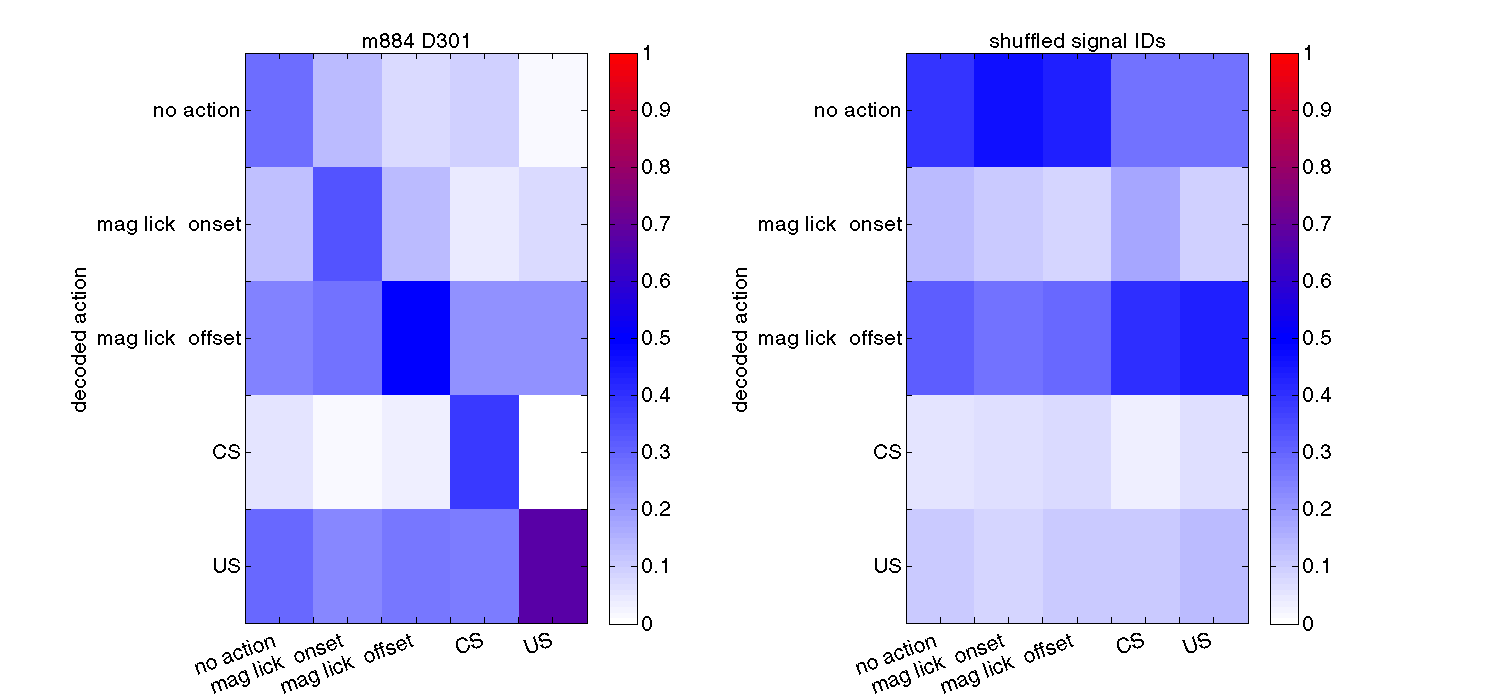 m884 D301
no action
mag lick  onset
mag lick  offset
CS
US
decoded action
no action
mag lick  onset
mag lick  offset
CS
US
1
0.9
0.8
0.7
0.6
0.5
0.4
0.3
0.2
0.1
0
shuffled signal IDs
no action
mag lick  onset
mag lick  offset
CS
US
decoded action
no action
mag lick  onset
mag lick  offset
CS
US
1
0.9
0.8
0.7
0.6
0.5
0.4
0.3
0.2
0.1
0